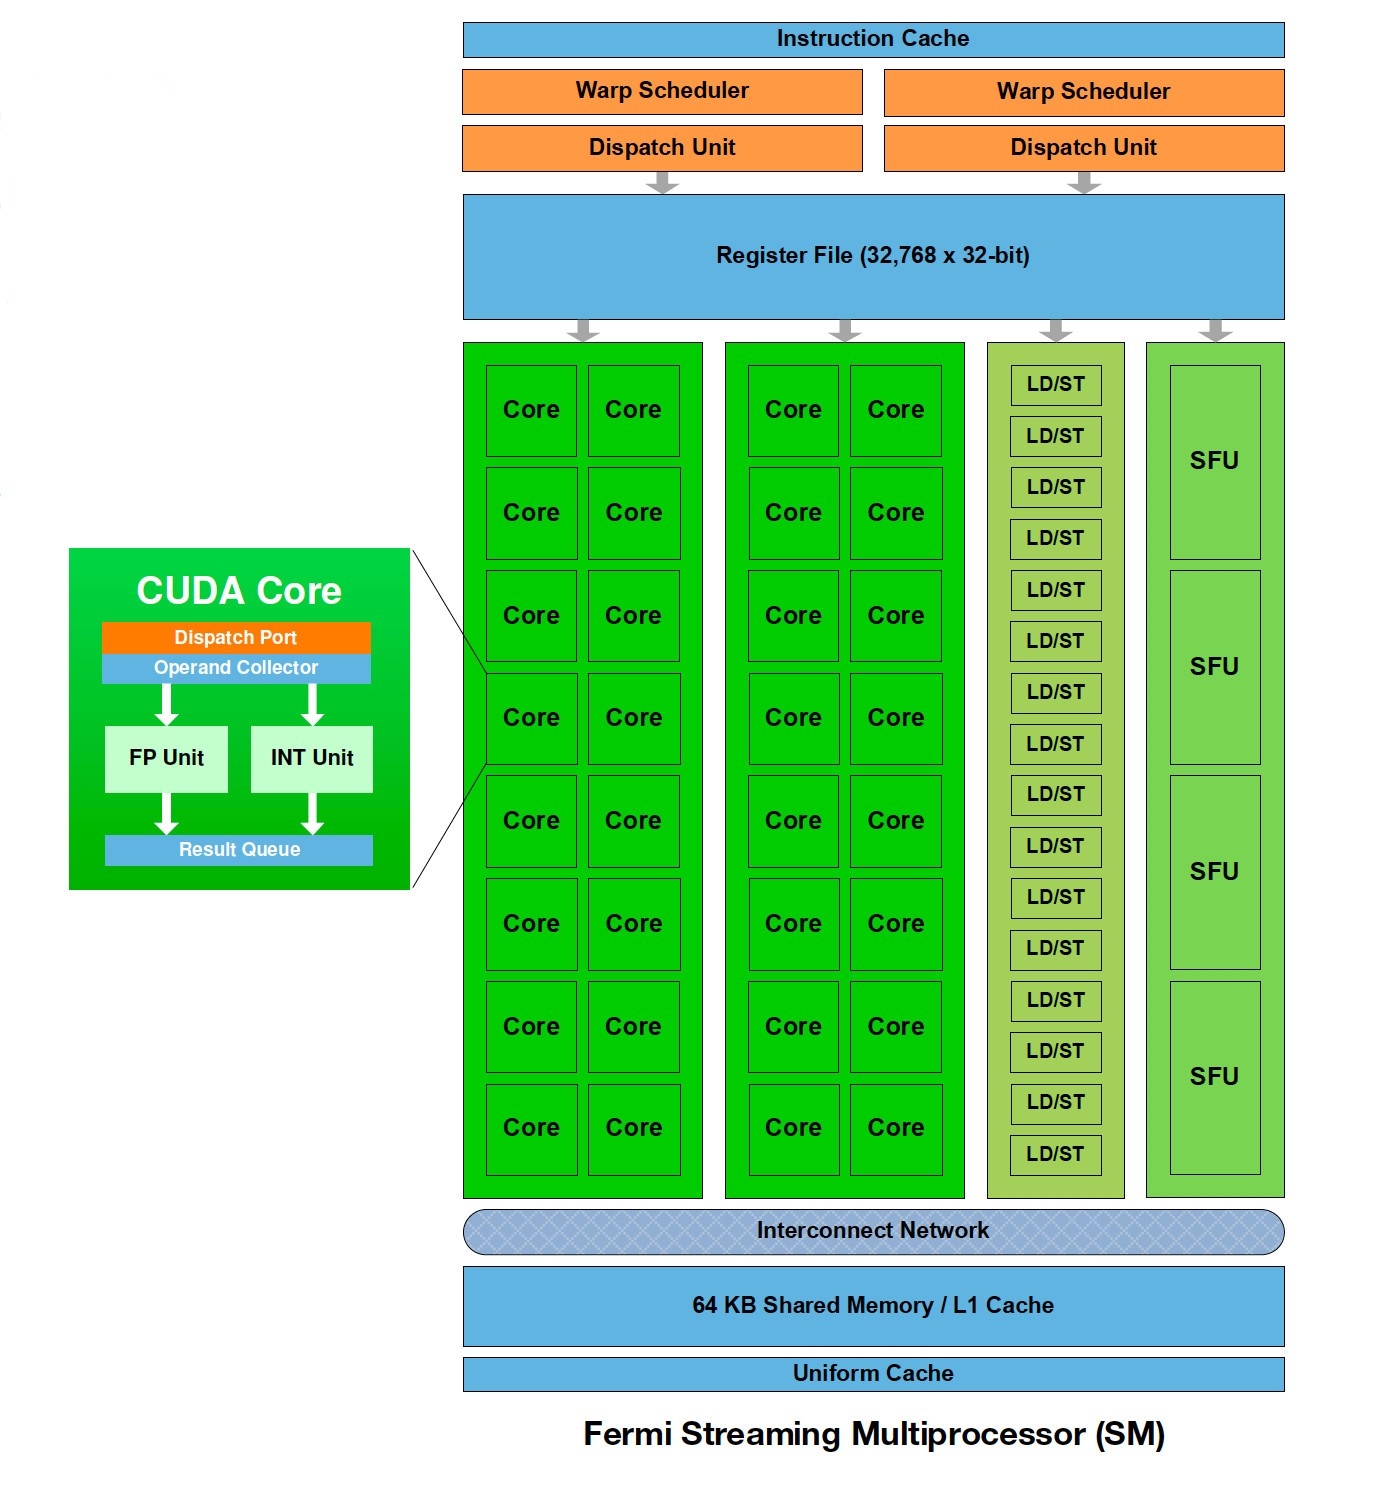 Instruction Cache
Warp Scheduler Warp Scheduler
Dispatch Unit Dispatch Unit
Register File (32,768 x 32-bit)
Core Core Core Core LD/ST SFU
LD/ST
Core Core Core Core LD/ST
LD/ST
Core Core Core Core LD/ST SFU
LD/ST
Core Core Core Core LD/ST
LD/ST
Core Core Core Core LD/ST SFU
LD/ST
Core Core Core Core LD/ST
LD/ST
Core Core Core Core LD/ST SFU
LD/ST
Core Core Core Core LD/ST
LD/ST
CUDA Core
Dispatch Port
Operand Collector
FP Unit INT Unit
Result Queue
Interconnect Network
64 KB Shared Memory / L1 Cache
Uniform Cache
Fermi Streaming Multiprocessor (SM)